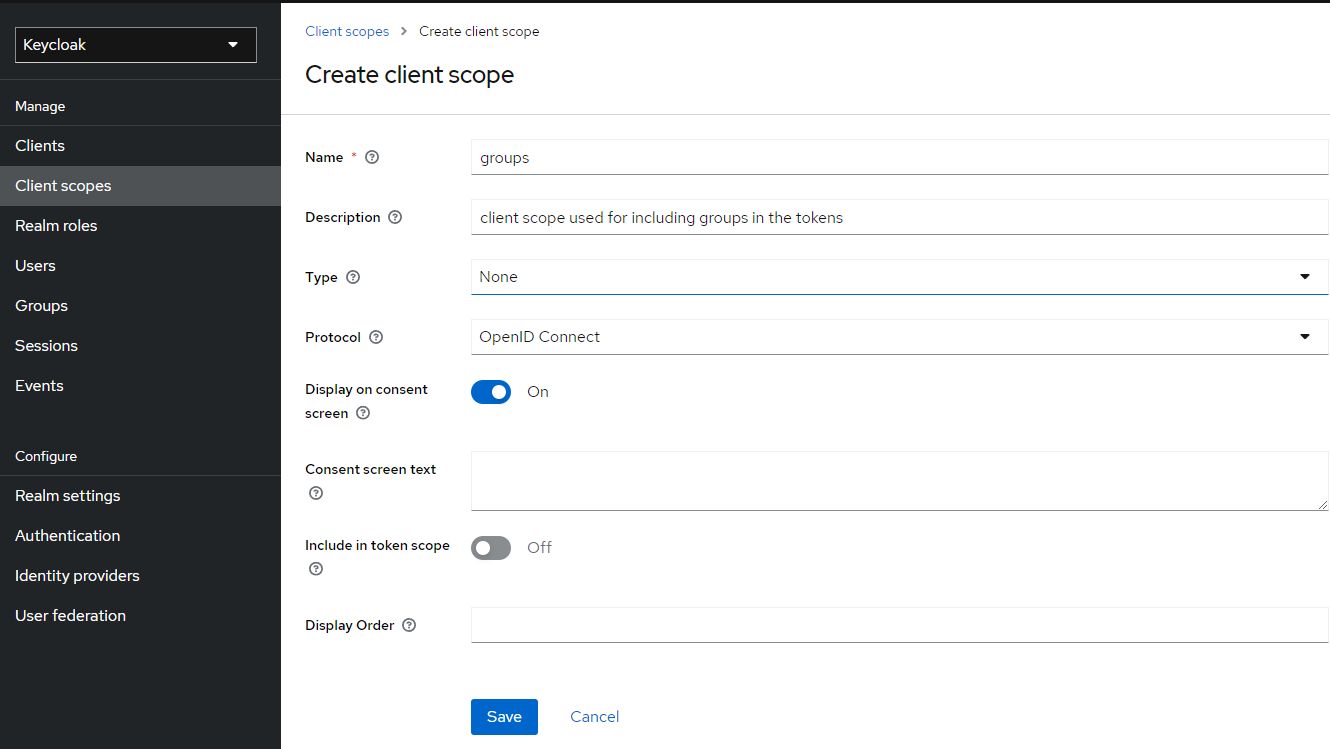 Keycloak
Manage
Clients
Client scopes
Realm roles
Users
Groups
Sessions
Events
Configure
Realm settings
Authentication
Identity providers
User federation
Client scopes > Create client scope
Create client scope
Name *
groups
Description
client scope used for including groups in the tokens
Type
None
Protocol
OpenID Connect
Display on consent
screen
On
Consent screen text
Include in token scope
Off
Display Order
Save Cancel